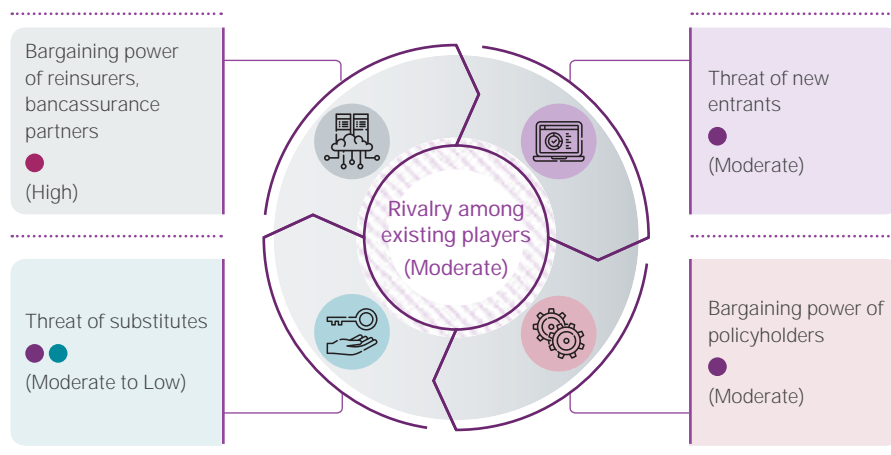 Bargaining power
of reinsurers,
bancassurance
partners
(High)
Threat of new
entrants
(Moderate)
Rivalry among
existing players
(Moderate)
Threat of substitutes
(Moderate to Low)
Bargaining power of
policyholders
(Moderate)